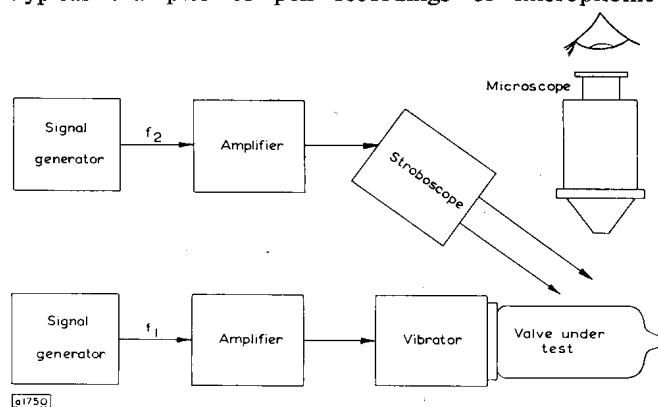 Microscope
Signal
generator
f2
Amplifier
Stroboscope
Signal
generator
f1
Amplifier
Vibrator
Valve under
test
a1750